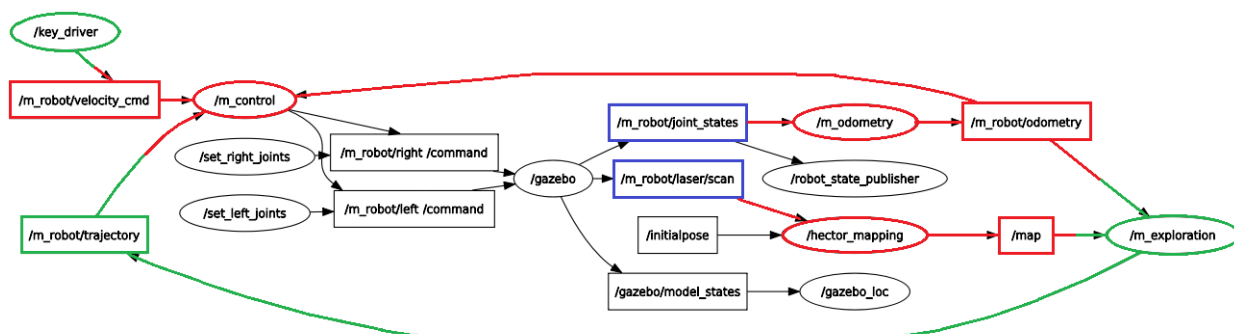 /key_driver
/m_robot/velocity_cmd
/m_control
/m_robot/joint_states
/m_odometry
/m_robot/odometry
/set_right_joints
/m_robot/right /command
/gazebo
/m_robot/laser/scan
/robot_state_publisher
/set_left_joints
/m_robot/left /command
/m_robot/trajectory
/initialpose
/hector_mapping
/map
/m_exploration
/gazebo/model_states
/gazebo_loc